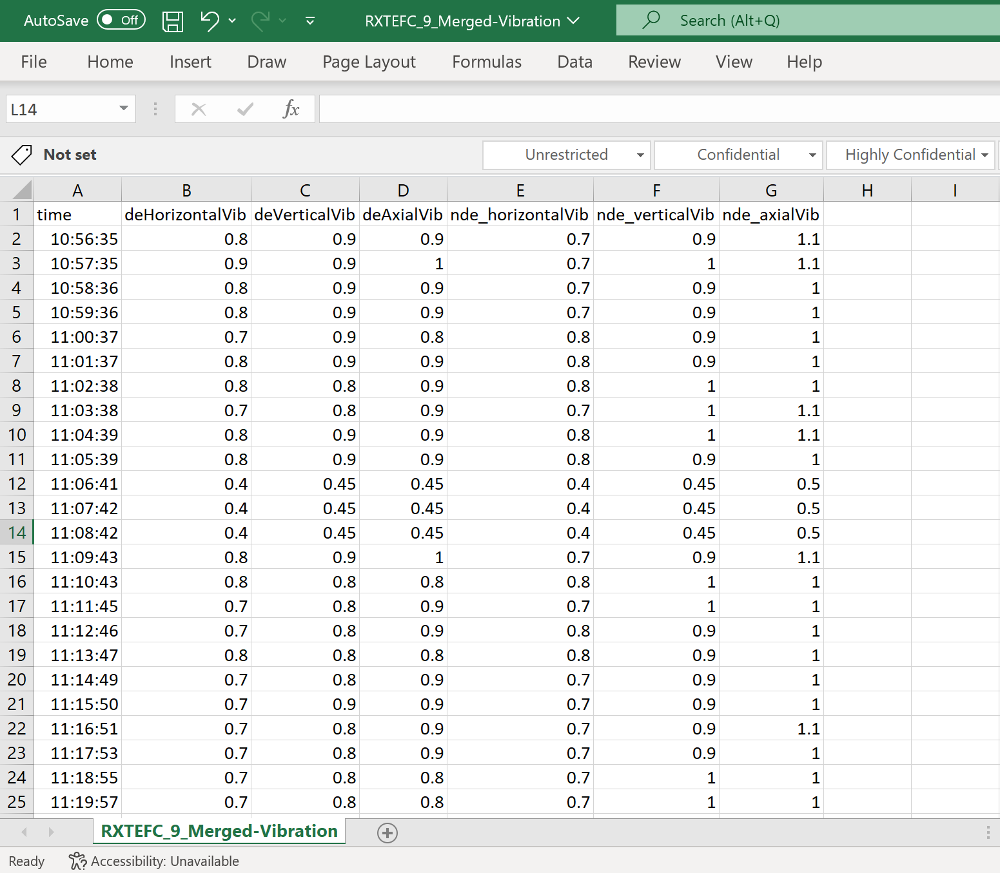 AutoSave Off RXTEFC_9_Merged-Vibration Search (Alt+Q)
File Home Insert Draw Page Layout Formulas Data Review View Help
L14 fx
Not set Unrestricted Confidential Highly Confidential
A B C D E F G H I
1 time deHorizontalVib deVerticalVib deAxialVib nde_horizontalVib nde_verticalVib nde_axialVib
2 10:56:35 0.8 0.9 0.9 0.7 0.9 1.1
3 10:57:35 0.9 0.9 1 0.7 1 1.1
4 10:58:36 0.8 0.9 0.9 0.7 0.9 1
5 10:59:36 0.8 0.9 0.9 0.7 0.9 1
6 11:00:37 0.7 0.9 0.8 0.8 0.9 1
7 11:01:37 0.8 0.9 0.9 0.8 0.9 1
8 11:02:38 0.8 0.8 0.9 0.8 1 1
9 11:03:38 0.7 0.8 0.9 0.7 1 1.1
10 11:04:39 0.8 0.9 0.9 0.8 1 1.1
11 11:05:39 0.8 0.9 0.9 0.8 0.9 1
12 11:06:41 0.4 0.45 0.45 0.4 0.45 0.5
13 11:07:42 0.4 0.45 0.45 0.4 0.45 0.5
14 11:08:42 0.4 0.45 0.45 0.4 0.45 0.5
15 11:09:43 0.8 0.9 1 0.7 0.9 1.1
16 11:10:43 0.8 0.8 0.8 0.8 1 1
17 11:11:45 0.7 0.8 0.9 0.7 1 1
18 11:12:46 0.7 0.8 0.9 0.8 0.9 1
19 11:13:47 0.8 0.8 0.8 0.8 0.9 1
20 11:14:49 0.7 0.8 0.9 0.7 0.9 1
21 11:15:50 0.7 0.9 0.9 0.7 0.9 1
22 11:16:51 0.7 0.8 0.9 0.7 0.9 1.1
23 11:17:53 0.7 0.8 0.9 0.7 0.9 1
24 11:18:55 0.7 0.8 0.8 0.7 1 1
25 11:19:57 0.7 0.8 0.8 0.7 1 1
RXTEFC_9_Merged-Vibration
Ready Accessibility: Unavailable